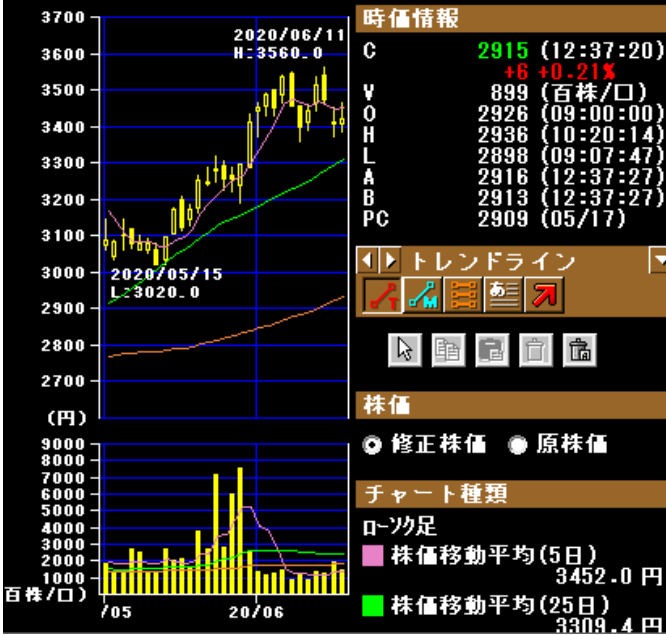 3700
3600
3500
3400
3300
3200
3100
3000
2900
2800
2700
(円)
2020/06/11
H:3560.0
2020/05/15
L:3020.0
9000
8000
7000
6000
5000
4000
3000
2000
1000
百株/口)
/05 20/06
時価情報
C 2915 (12:37:20)
+6 +0.21%
V 899 (百株/口)
O 2926 (09:00:00)
H 2936 (10:20:14)
L 2898 (09:07:47)
A 2916 (12:37:27)
B 2913 (12:37:27)
PC 2909 (05/17)
トレンドライン
T M あ
A
株価
修正株価 原株価
チャート種類
ローソク足
株価移動平均(5日)
3452.0 円
株価移動平均(25日)
3309.4 円